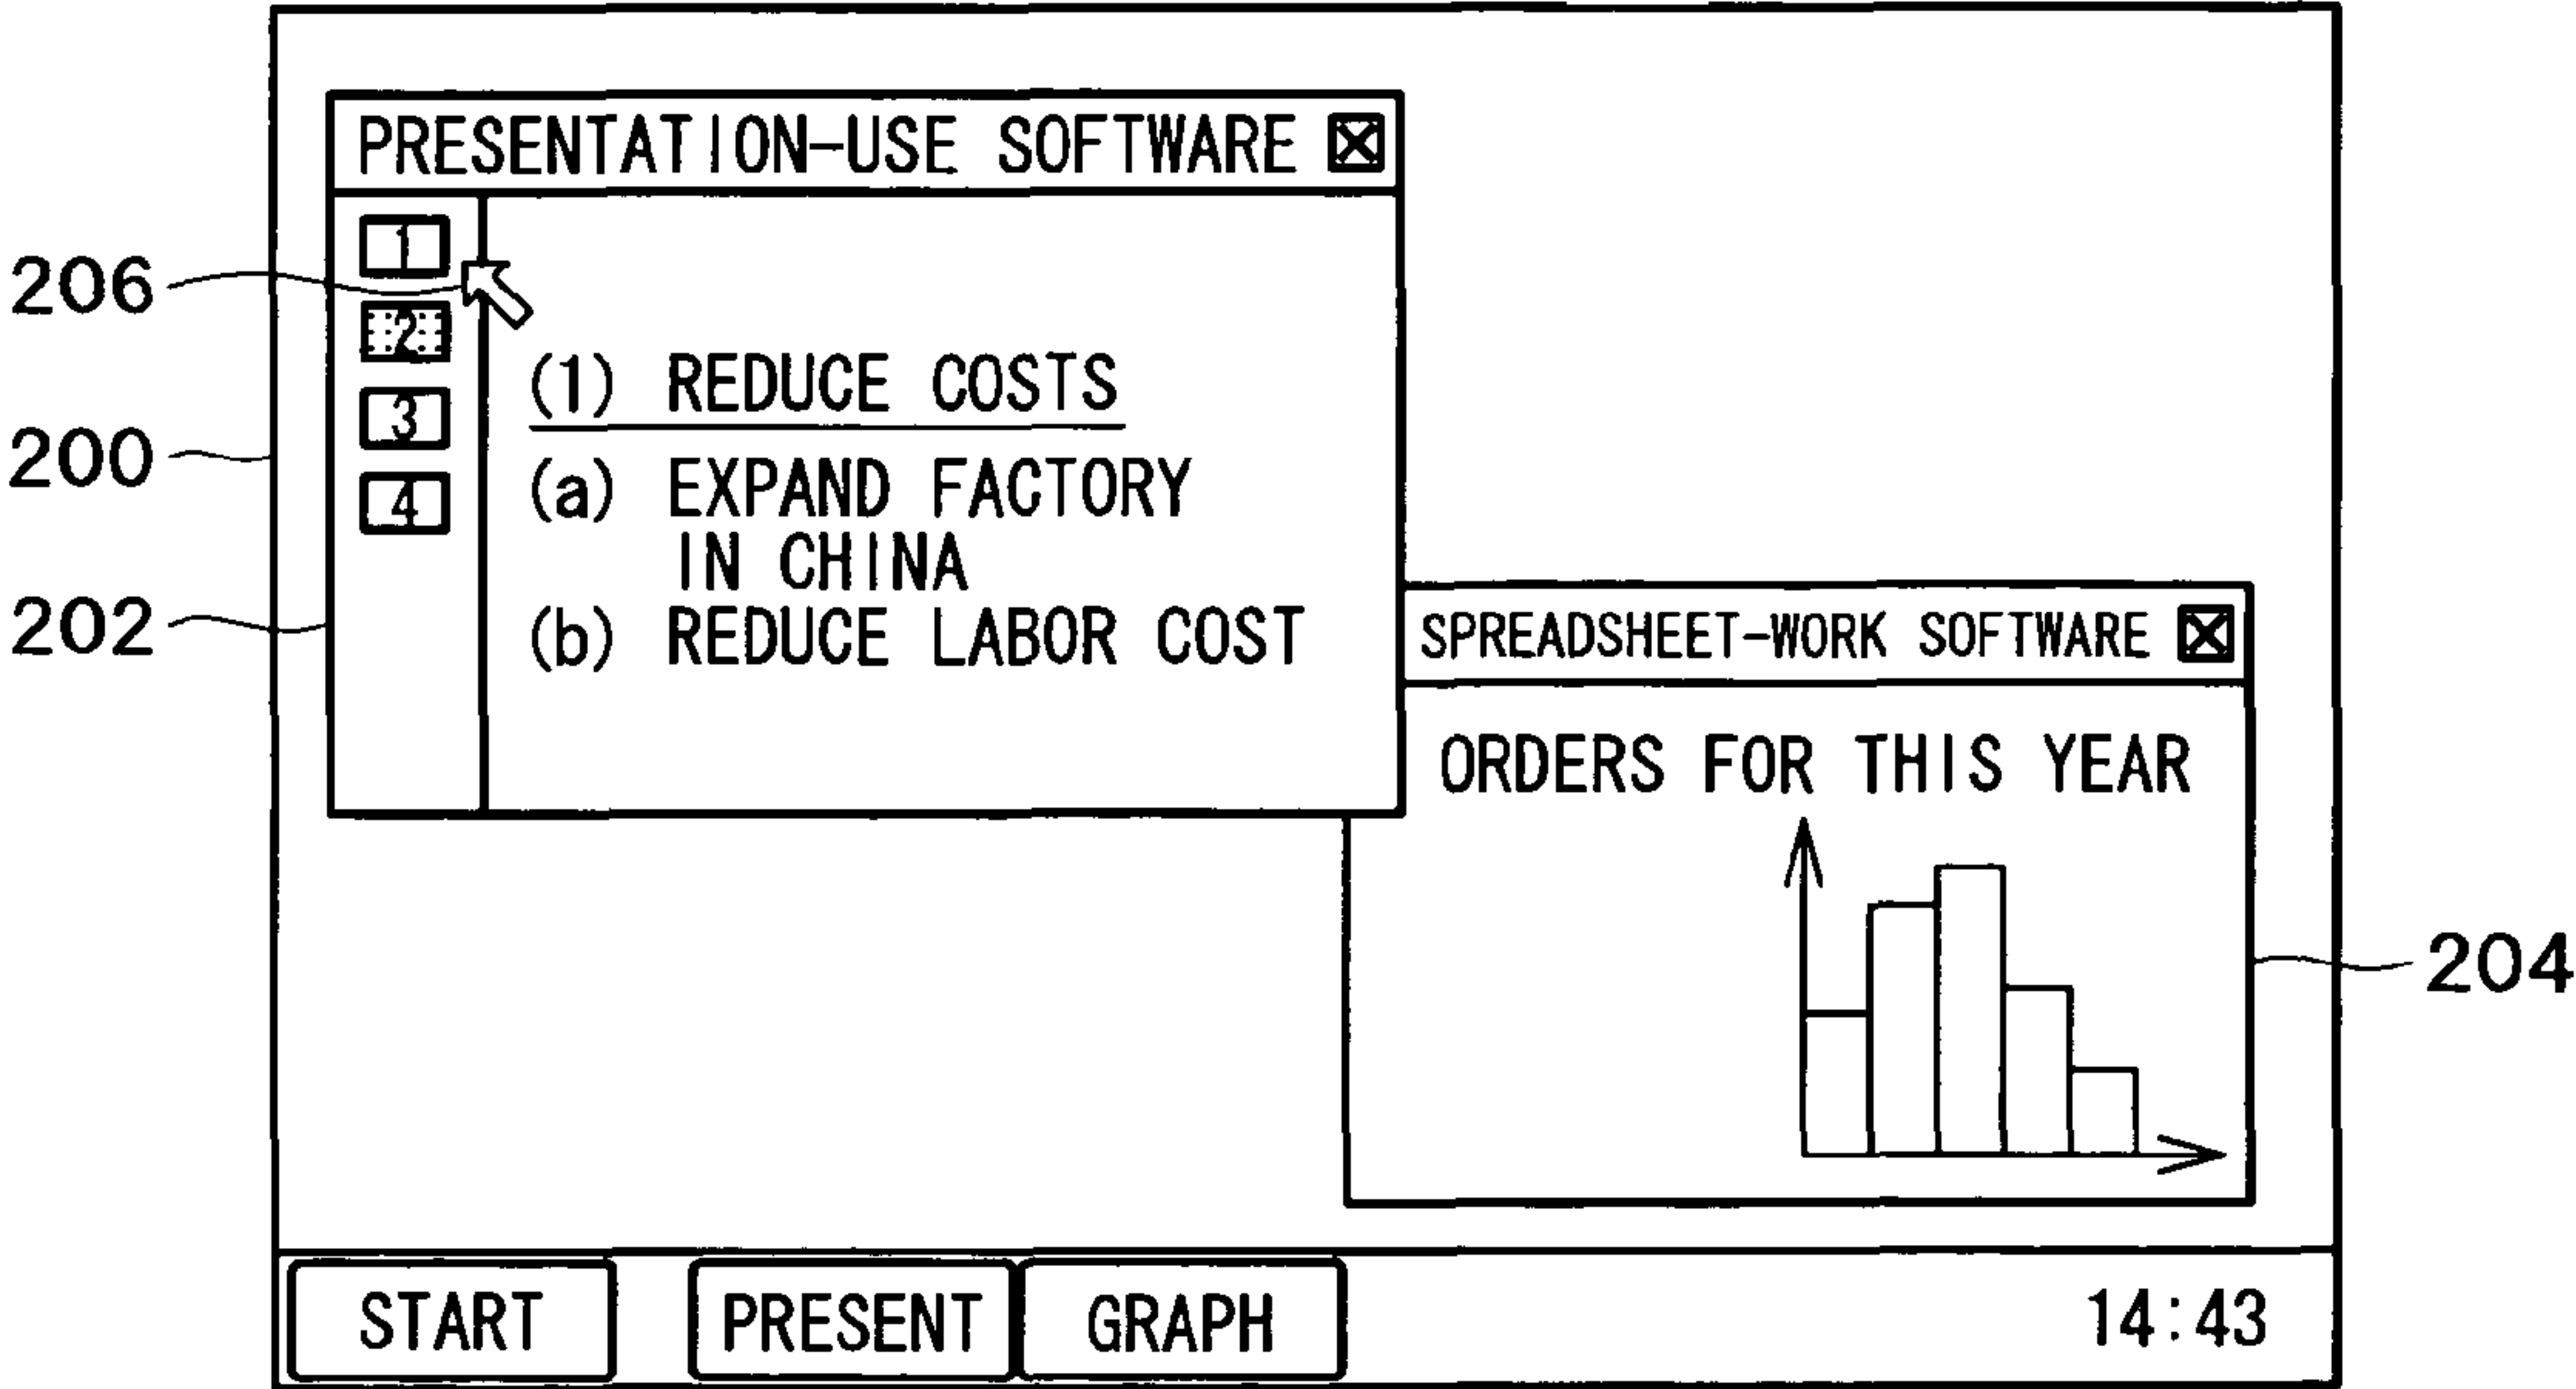 PRESENTATION-USE SOFTWARE
1
206
2
(1) REDUCE COSTS
3
200
(a) EXPAND FACTORY
4
IN CHINA
202
(b) REDUCE LABOR COST
SPREADSHEET-WORK SOFTWARE
ORDERS FOR THIS YEAR
204
START
PRESENT
GRAPH
14:43